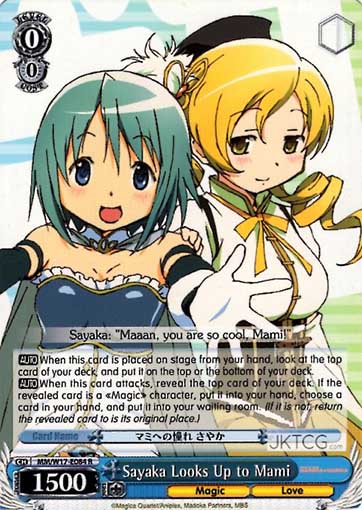 0
0
Sayaka: "Maaan, you are so cool, Mami!"
AUTO When this card is placed on stage from your hand, look at the top
card of your deck, and put it on the top or the bottom of your deck.
AUTO When this card attacks, reveal the top card of your deck. If the
revealed card is a «Magic» character, put it into your hand, choose a
card in your hand, and put it into your waiting room. (If it is not, return
the revealed card to its original place.)
Card Name
マミへの憧れ さやか
JKTCG.com
CH MM/W17-E084 R
Sayaka Looks Up to Mami
1500
Magic
Love
©Magica Quartet/Aniplex, Madoka Partners, MBS